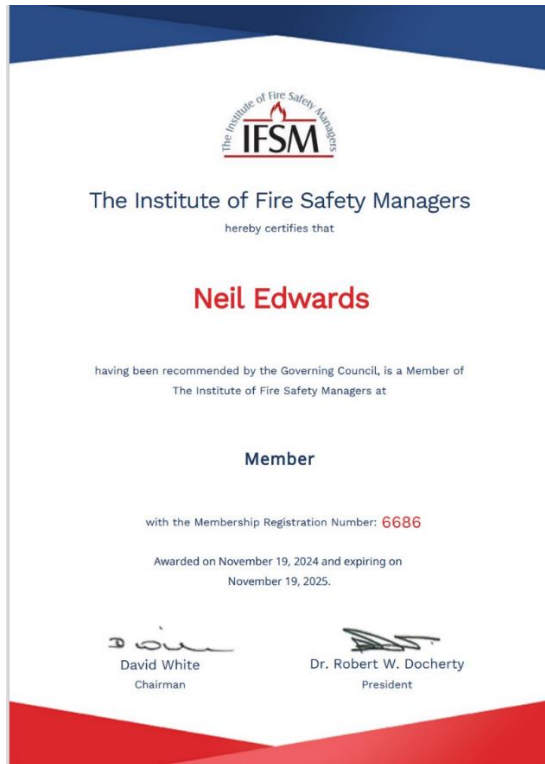 The Institute of Fire Safety Managers
IFSM
The Institute of Fire Safety Managers
hereby certifies that
Neil Edwards
having been recommended by the Governing Council, is a Member of
The Institute of Fire Safety Managers at
Member
with the Membership Registration Number: 6686
Awarded on November 19, 2024 and expiring on
November 19, 2025.
David White
Dr. Robert W. Docherty
Chairman
President